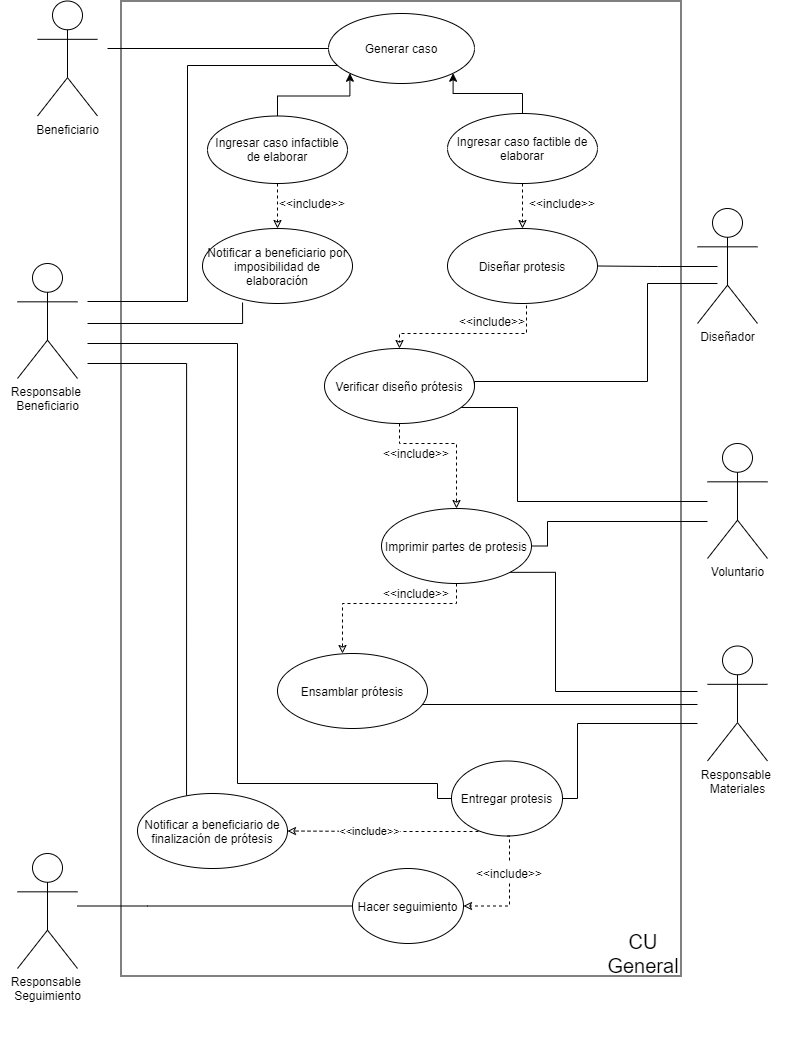 Generar caso
Beneficiario
Ingresar caso infactible
de elaborar
Ingresar caso factible de
elaborar
<<include>>
<<include>>
Notificar a beneficiario por
imposibilidad de
elaboración
Diseñar protesis
Diseñador
<<include>>
Responsable
Beneficiario
Verificar diseño prótesis
<<include>>
Imprimir partes de protesis
Voluntario
<<include>>
Ensamblar prótesis
Responsable
Materiales
Entregar protesis
Notificar a beneficiario de
finalización de prótesis
<<include>>
<<include>>
Hacer seguimiento
CU
General
Responsable
Seguimiento